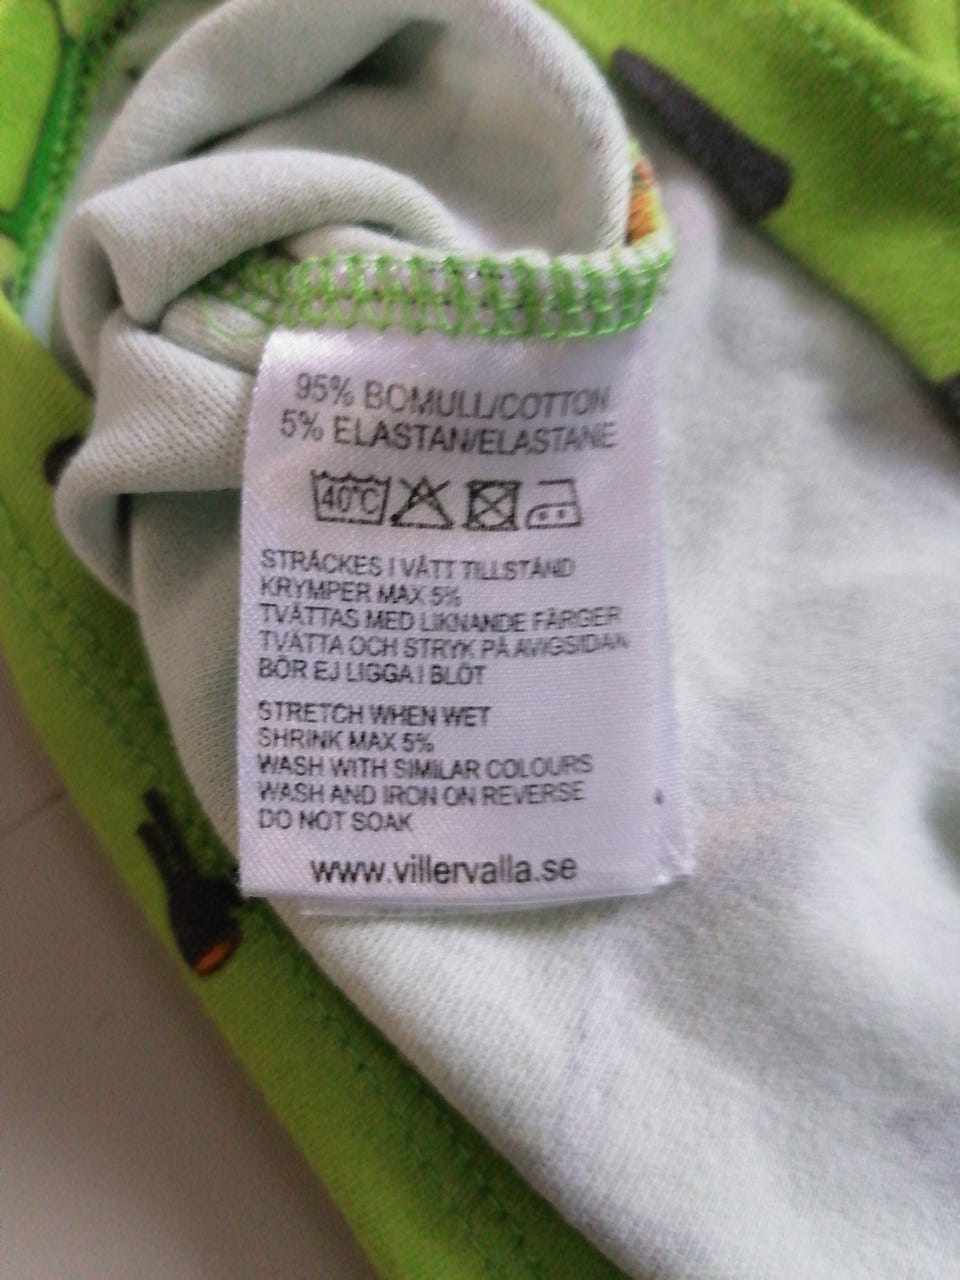 95% BOMULL/COTTON
5% ELASTAN/ELASTANE
40°C
STRÄCKES I VÅTT TILLSTÅND
KRYMPER MAX 5%
TVÄTTAS MED LIKNANDE FÄRGER
TVÄTTA OCH STRYK PÅ AVIGSIDAN
BÖR EJ LIGGA I BLÖT
STRETCH WHEN WET
SHRINK MAX 5%
WASH WITH SIMILAR COLOURS
WASH AND IRON ON REVERSE
DO NOT SOAK
www.villervalla.se